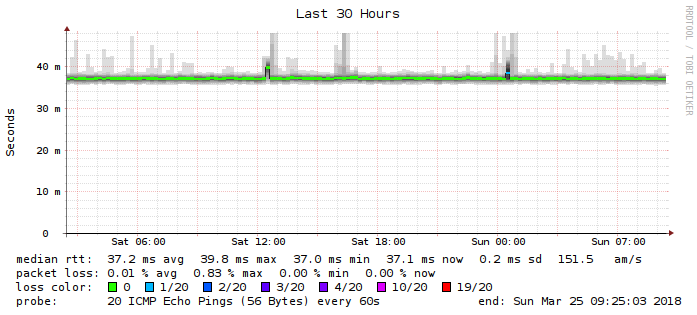 Last 30 Hours
RRDTOOL / TOBI OETIKER
Seconds
40 m
30 m
20 m
10 m
0
Sat 06:00 Sat 12:00 Sat 18:00 Sun 00:00 Sun 07:00
median rtt: 37.2 ms avg 39.8 ms max 37.0 ms min 37.1 ms now 0.2 ms sd 151.5 am/s
packet loss: 0.01 % avg 0.83 % max 0.00 % min 0.00 % now
loss color: 0 1/20 2/20 3/20 4/20 10/20 19/20
probe: 20 ICMP Echo Pings (56 Bytes) every 60s end: Sun Mar 25 09:25:03 2018